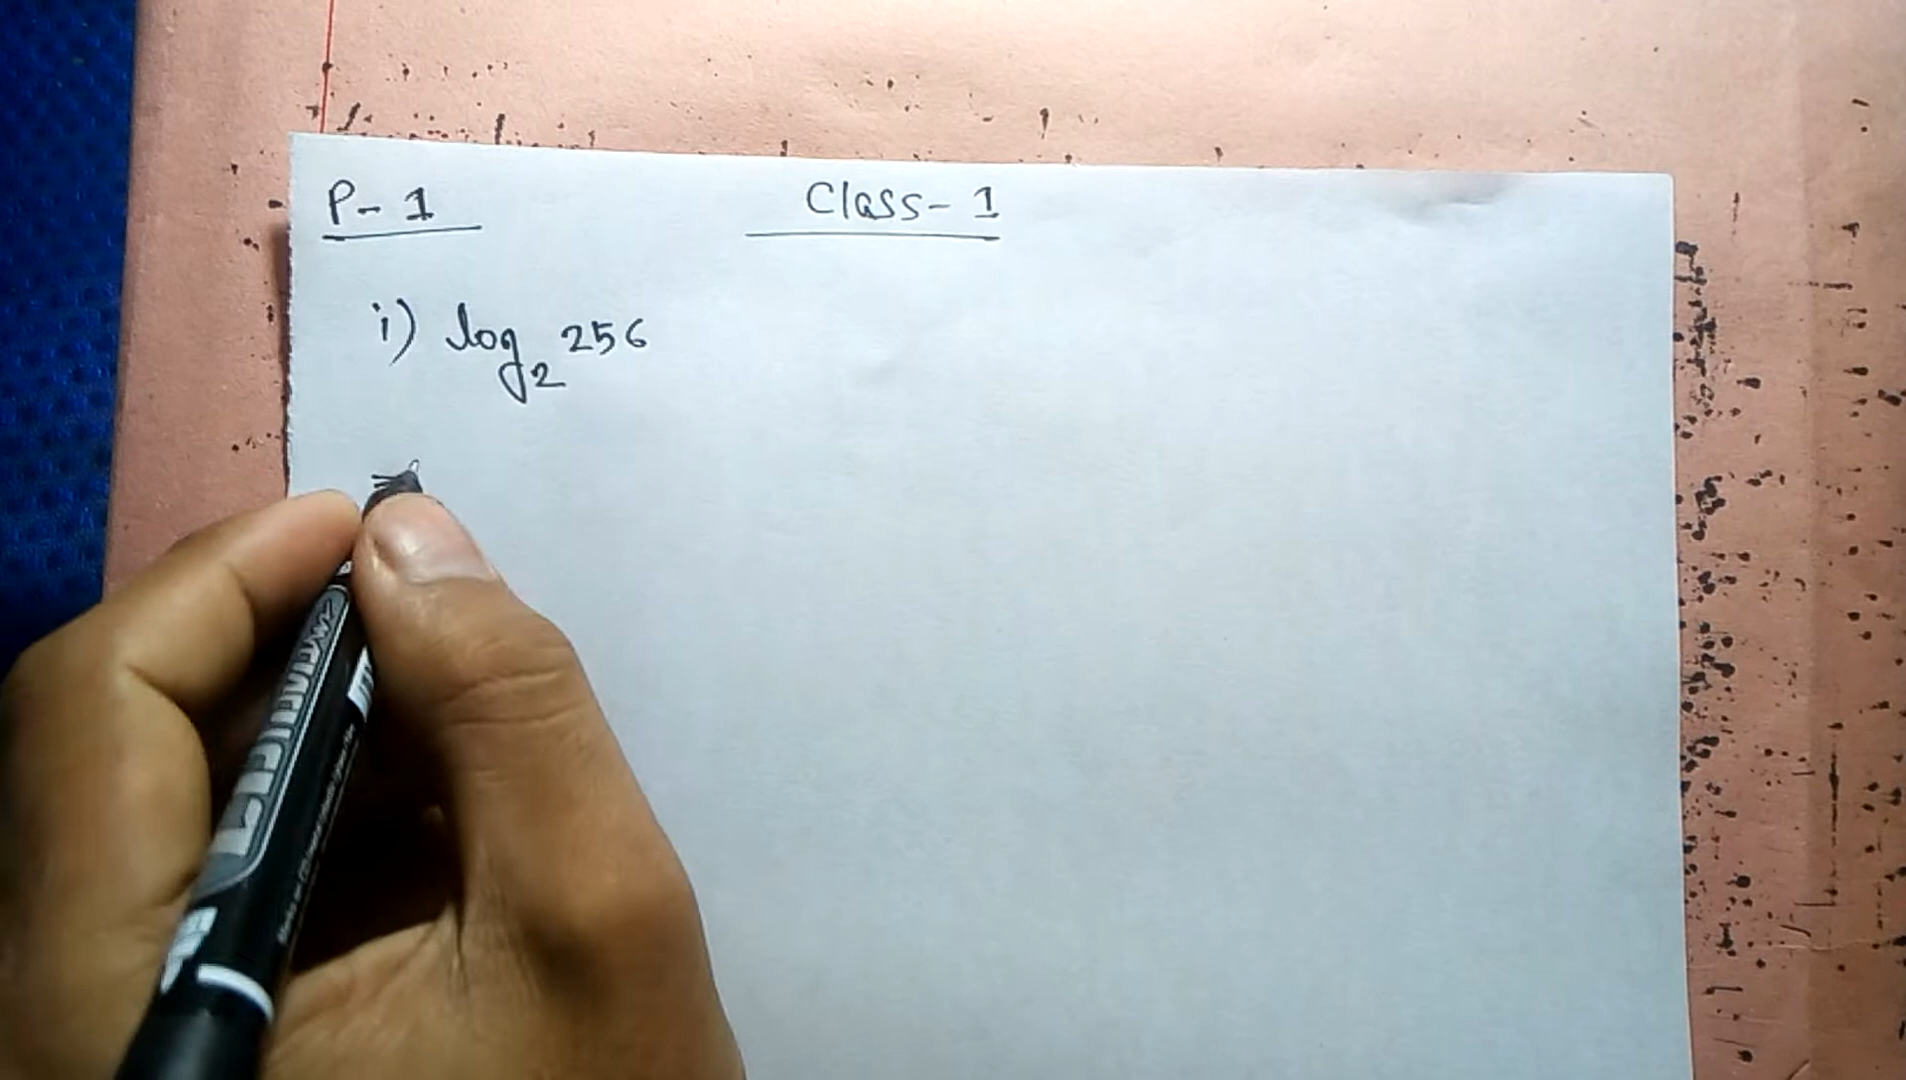 P-1 Class-1
i) log₂ 256
=